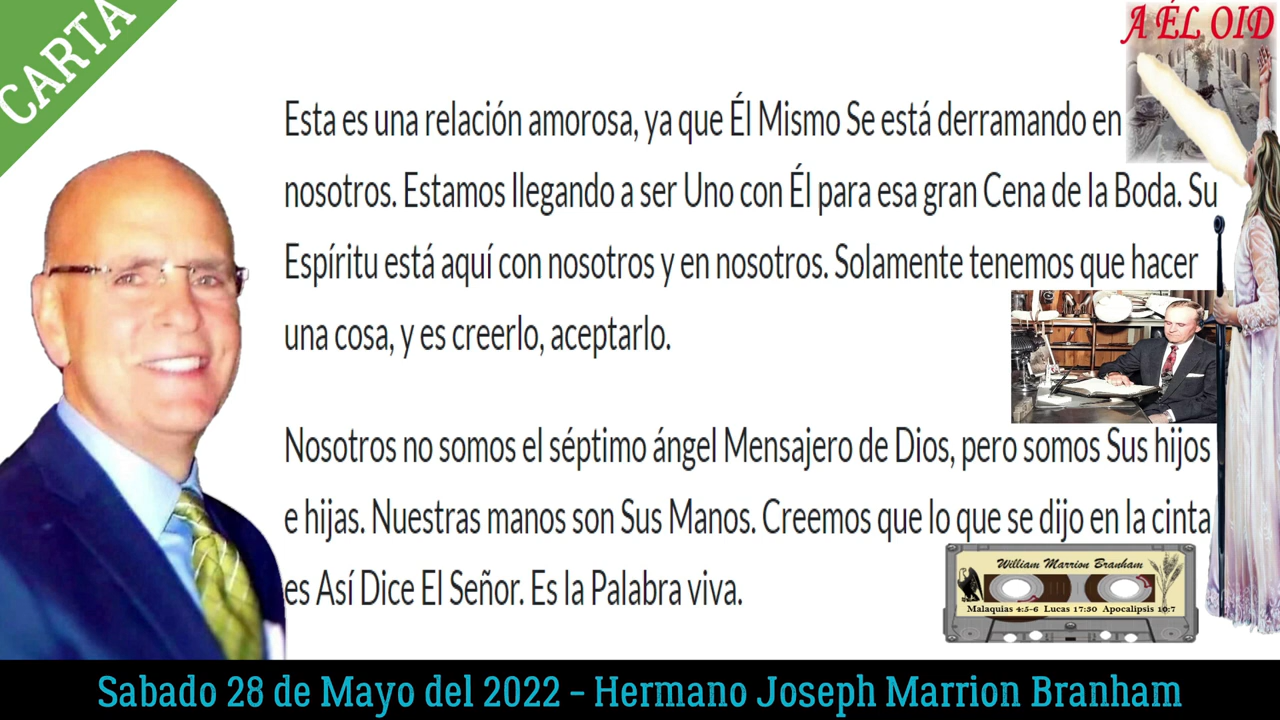 CARTA
A ÉL OID
Esta es una relación amorosa, ya que Él Mismo Se está derramando en
nosotros. Estamos llegando a ser Uno con Él para esa gran Cena de la Boda. Su
Espíritu está aquí con nosotros y en nosotros. Solamente tenemos que hacer
una cosa, y es creerlo, aceptarlo.
Nosotros no somos el séptimo ángel Mensajero de Dios, pero somos Sus hijos
e hijas. Nuestras manos son Sus Manos. Creemos que lo que se dijo en la cinta
es Así Dice El Señor. Es la Palabra viva.
William Marrion Branham
Malaquias 4:5-6 Lucas 17:30 Apocalipsis 10:7
Sabado 28 de Mayo del 2022 - Hermano Joseph Marrion Branham